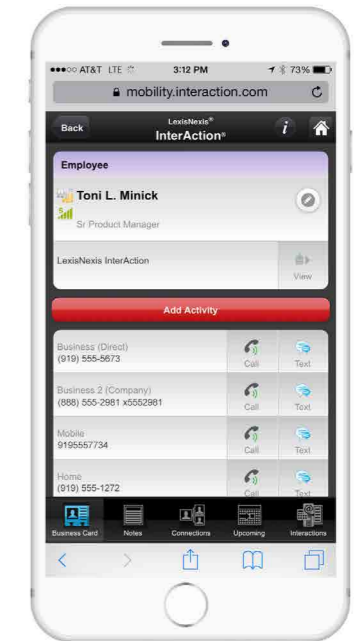 AT&T LTE 3:12 PM 73%
mobility.interaction.com
Back
LexisNexis®
InterAction®
i
Employee
Toni L. Minick
5
Sr Product Manager
LexisNexis InterAction
View
Add Activity
Business (Direct)
(919) 555-5673
Call
Text
Business 2 (Company)
(888) 555-2981 x5552981
Call
Text
Mobile
9195557734
Call
Text
Home
(919) 555-1272
Call
Text
Business Card
Notes
Connections
Upcoming
Interactions